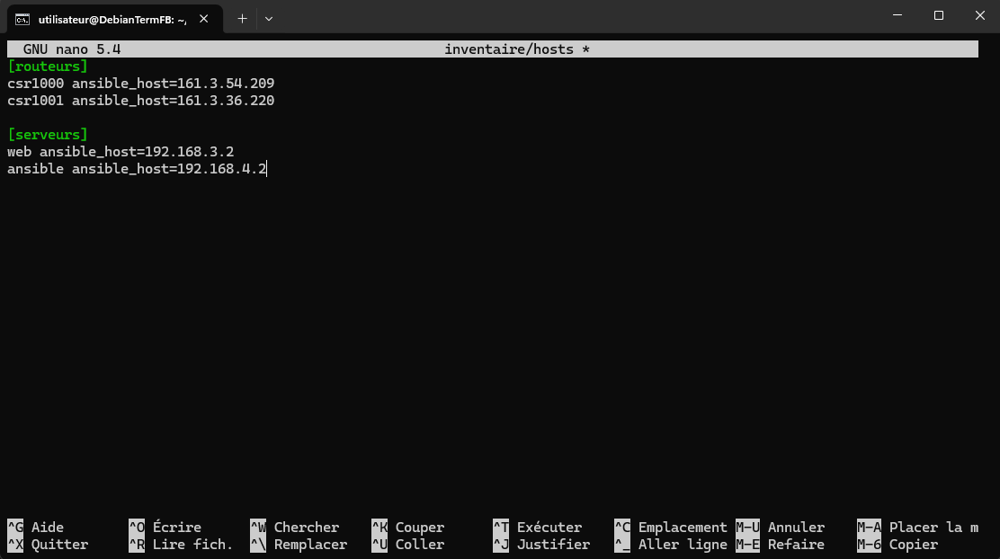 utilisateur@DebianTermFB: ~,
GNU nano 5.4 inventaire/hosts *
[routeurs]
csr1000 ansible_host=161.3.54.209
csr1001 ansible_host=161.3.36.220
[serveurs]
web ansible_host=192.168.3.2
ansible ansible_host=192.168.4.2
^G Aide ^O Écrire ^W Chercher ^K Couper ^T Exécuter ^C Emplacement M-U Annuler M-A Placer la m
^X Quitter ^R Lire fich. ^\ Remplacer ^U Coller ^J Justifier ^_ Aller ligne M-E Refaire M-6 Copier